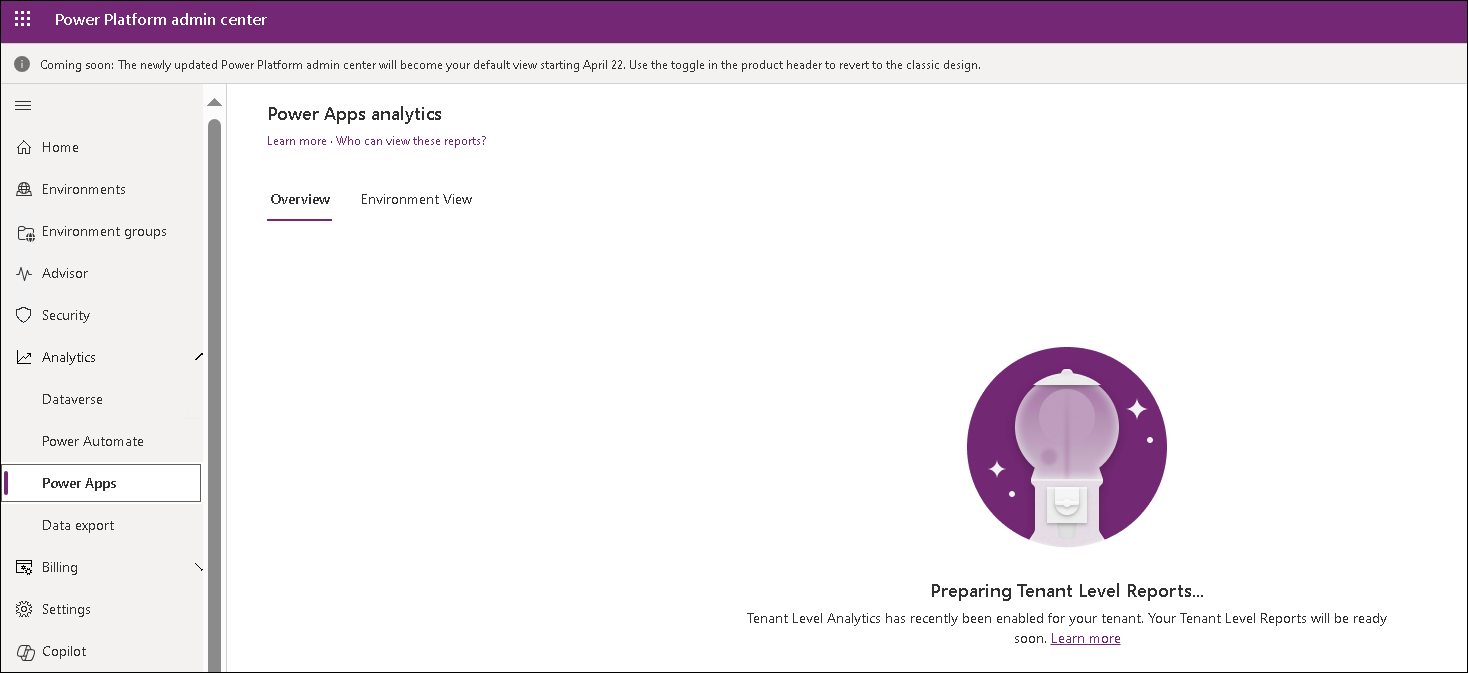 Power Platform admin center
Coming soon: The newly updated Power Platform admin center will become your default view starting April 22. Use the toggle in the product header to revert to the classic design.
Home
Environments
Environment groups
Advisor
Security
Analytics
Dataverse
Power Automate
Power Apps
Data export
Billing
Settings
Copilot
Power Apps analytics
Learn more · Who can view these reports?
Overview Environment View
Preparing Tenant Level Reports...
Tenant Level Analytics has recently been enabled for your tenant. Your Tenant Level Reports will be ready
soon. Learn more